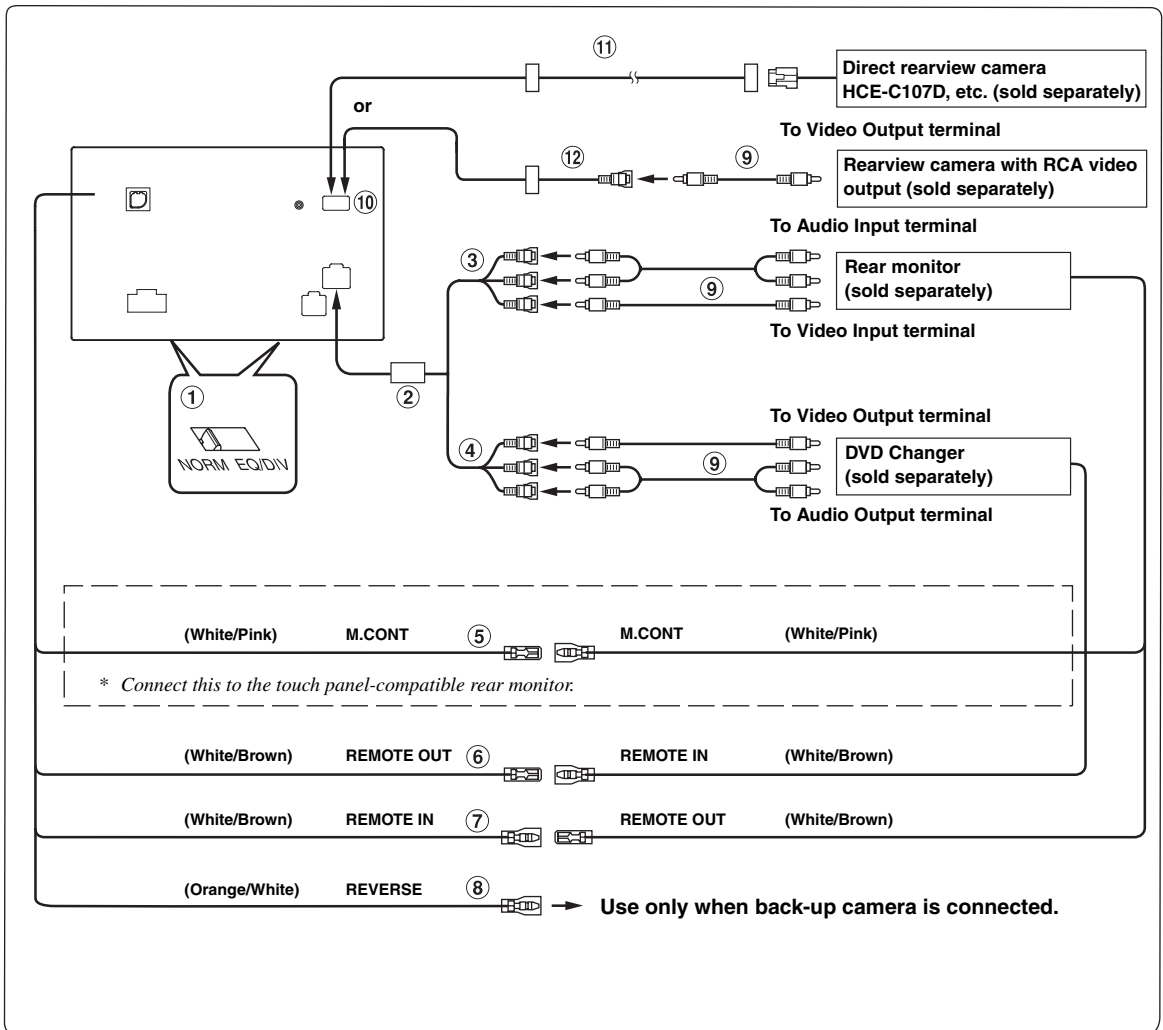 ⑪
Direct rearview camera
HCE-C107D, etc. (sold separately)
or
To Video Output terminal
⑫
⑨
Rearview camera with RCA video
output (sold separately)
⑩
To Audio Input terminal
③
⑨
Rear monitor
(sold separately)
To Video Input terminal
①
NORM EQ/DIV
②
To Video Output terminal
④
⑨
DVD Changer
(sold separately)
To Audio Output terminal
(White/Pink) M.CONT ⑤ M.CONT (White/Pink)
* Connect this to the touch panel-compatible rear monitor.
(White/Brown) REMOTE OUT ⑥ REMOTE IN (White/Brown)
(White/Brown) REMOTE IN ⑦ REMOTE OUT (White/Brown)
(Orange/White) REVERSE ⑧
Use only when back-up camera is connected.